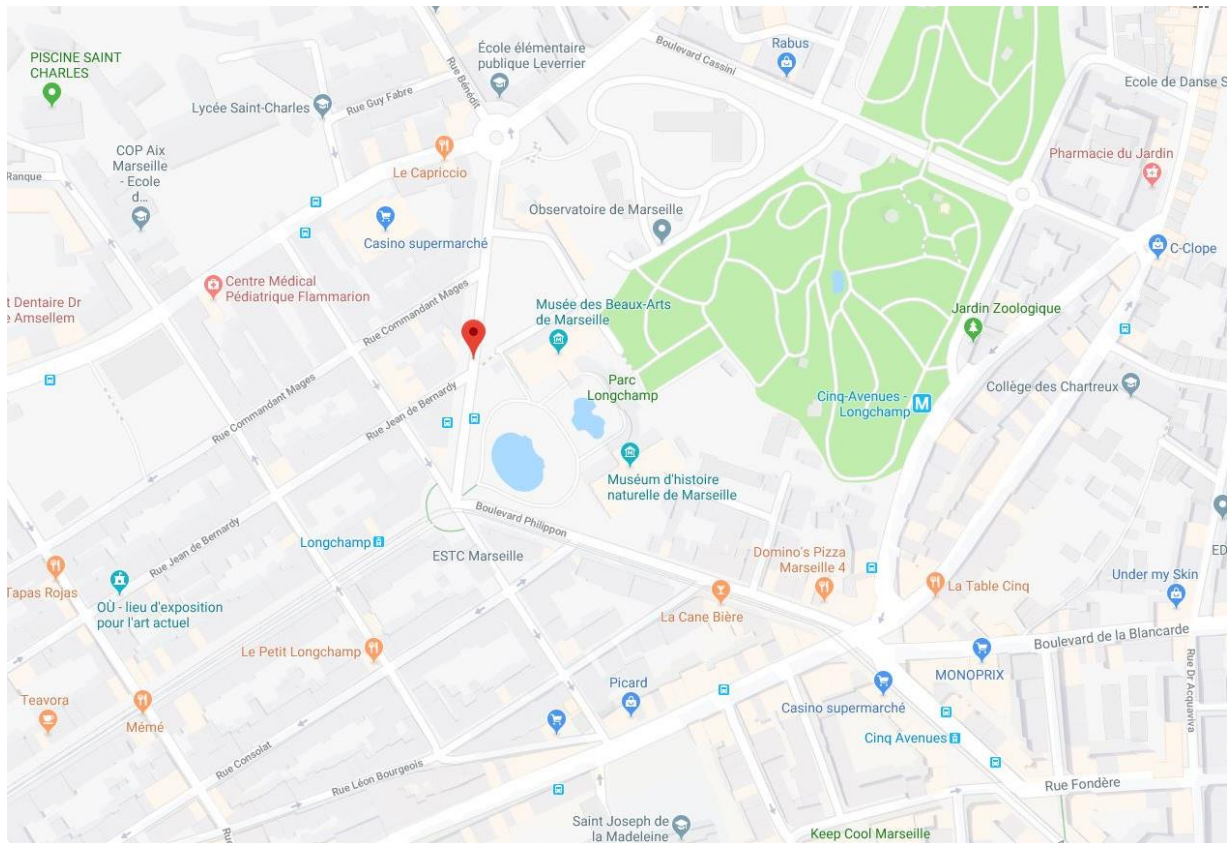 PISCINE SAINT
CHARLES
Lycée Saint-Charles
COP Aix
Marseille
- Ecole
d...
Ranque
Rue Guy Fabre
Rue Bénédit
École élémentaire
publique Leverrier
Le Capriccio
Casino supermarché
Boulevard Cassini
Rabus
Ecole de Danse S
Pharmacie du Jardin
C-Clope
Observatoire de Marseille
Centre Médical
Pédiatrique Flammarion
t Dentaire Dr
e Amsellem
Rue Commandant Mages
Rue Commandant Mages
Musée des Beaux-Arts
de Marseille
Jardin Zoologique
Parc
Longchamp
Cinq-Avenues -
Longchamp
M
Collège des Chartreux
Rue Jean de Bernardy
Rue Jean de Bernardy
Muséum d'histoire
naturelle de Marseille
Boulevard Philippon
Longchamp
ESTC Marseille
Domino's Pizza
Marseille 4
La Table Cinq
Under my Skin
ED
Tapas Rojas
OÙ - lieu d'exposition
pour l'art actuel
La Cane Bière
Boulevard de la Blancarde
Le Petit Longchamp
MONOPRIX
Picard
Casino supermarché
Teavora
Mémé
Cinq Avenues
Rue Dr Acquaviva
Rue Consolat
Rue Léon Bourgeois
Rue Fondère
Saint Joseph de
la Madeleine
Keep Cool Marseille